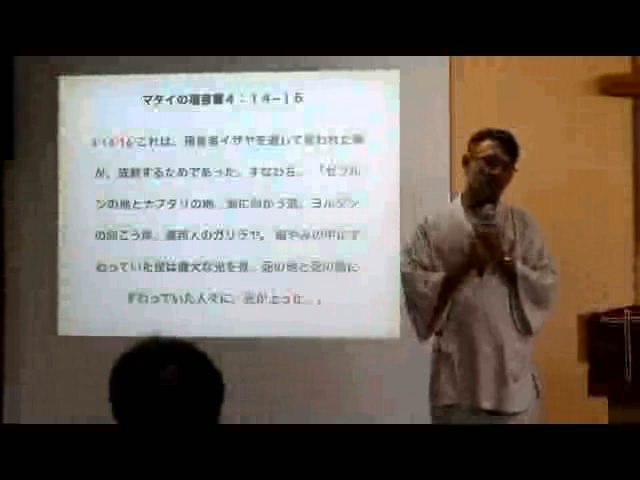 マタイの福音書4:14-16
4:14-16 これは、預言者イザヤを通して言われた事
が、成就するためであった。すなわち、「ゼブル
ンの地とナフタリの地、湖に向かう道、ヨルダン
の向こう岸、異邦人のガリラヤ。暗やみの中にす
わっていた民は偉大な光を見、死の地と死の陰に
すわっていた人々に、光が上った。」